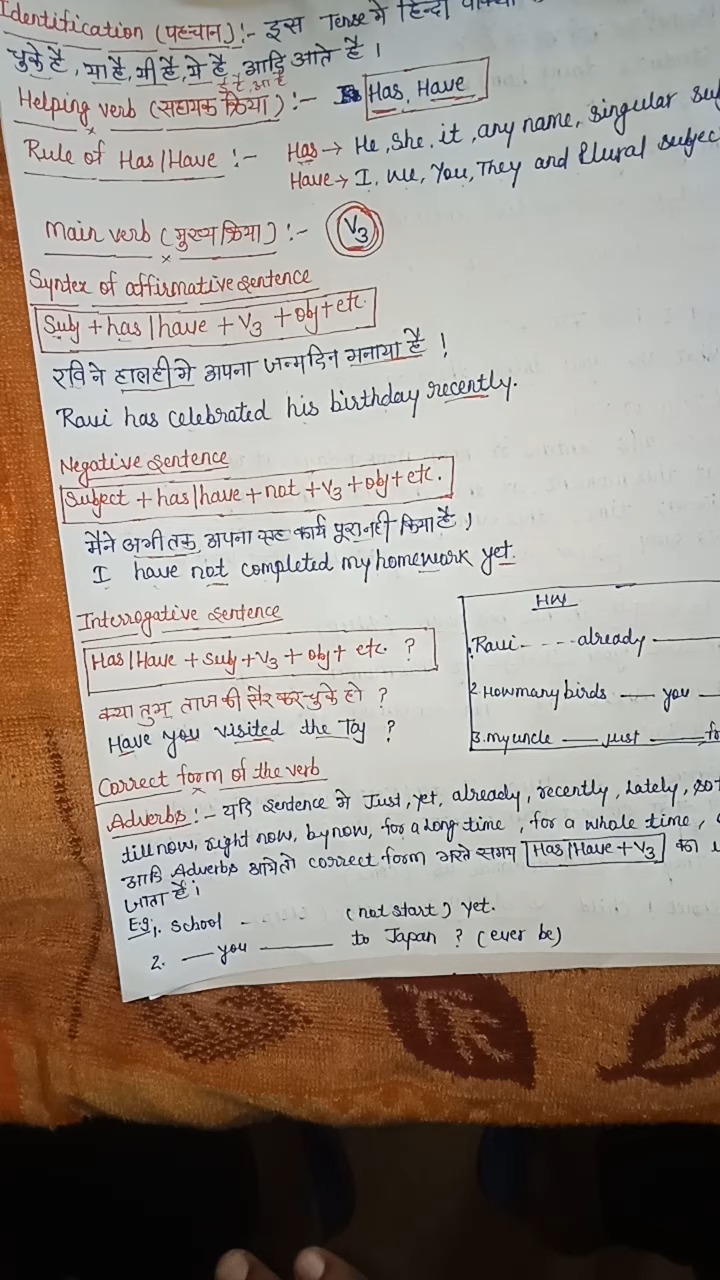 Identification (पहचान) :- इस Tense में हिन्दी
चुके है, या है, यी है, ये है, आदि आते है।
Helping verb (सहायक क्रिया) :- Has, Have
Rule of Has/Have :- Has → He, She, it, any name, singular su
Have → I, we, You, They and Plural subjec
Main verb (मुख्य क्रिया) :- V3
Syntex of affirmative sentence
Sub + has/have + V3 + obj + etc.
रवि ने हालही मे अपना जन्मदिन मनाया है !
Ravi has celebrated his birthday recently.
Negative sentence
Subject + has/have + not + V3 + obj + etc.
मैने अभी तक अपना कार्य पूरा नही किया है।
I have not completed my homework yet.
Interrogative sentence
Has/Have + Sub + V3 + obj + etc. ?
क्या तुम ताज की सैर कर चुके हो ?
Have you visited the Taj ?
HW
1. Ravi - - - - already ———
2. How many birds —— you ——
3. my uncle —— just ——— fo
Correct form of the verb
Adverbs :- यदि sentence मे Just, yet, already, recently, lately, so
till now, right now, by now, for a long time, for a whole time,
आदि Adverbs आयेतो correct form भरते समय Has/Have + V3 का
जाता है।
Eg:- 1. School - (not start) yet.
2. —— you ——— to Japan ? (ever be)